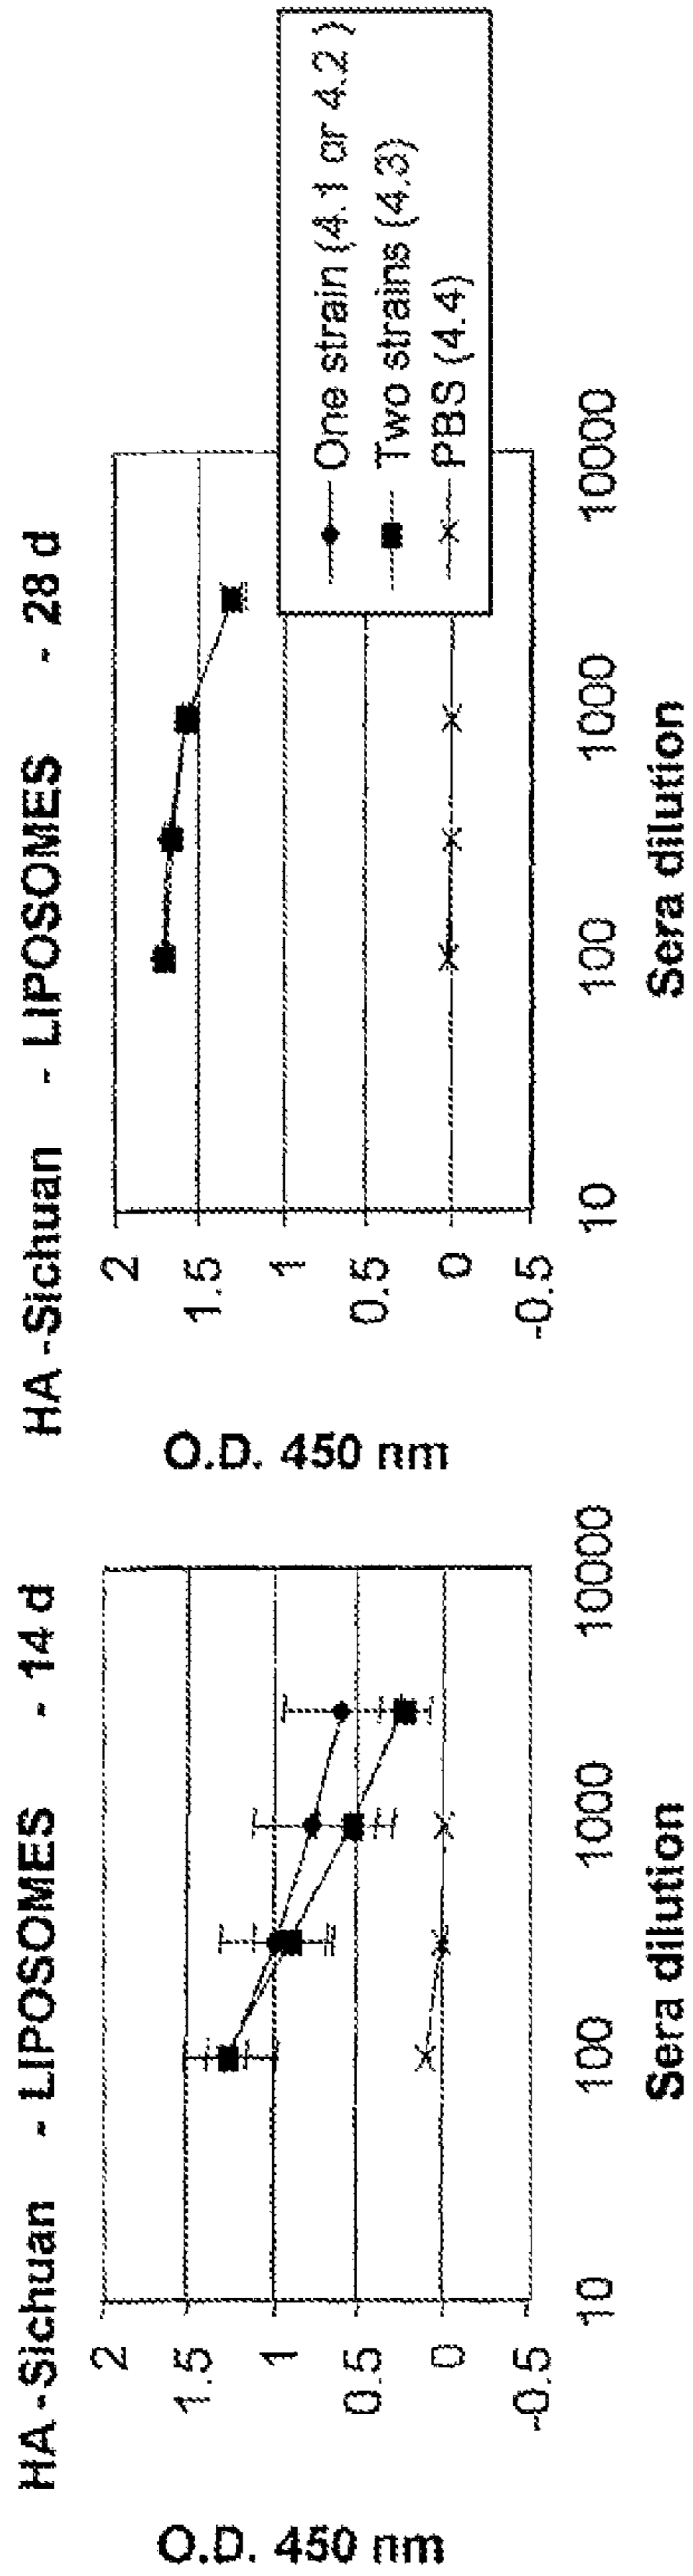 HA-Sichuan - LIPOSOMES - 14 d
O.D. 450 nm
2
1.5
1
0.5
0
-0.5
10
100
1000
10000
Sera dilution
HA-Sichuan - LIPOSOMES - 28 d
O.D. 450 nm
2
1.5
1
0.5
0
-0.5
10
100
1000
10000
Sera dilution
One strain (4.1 or 4.2 )
Two strains (4.3)
PBS (4.4)